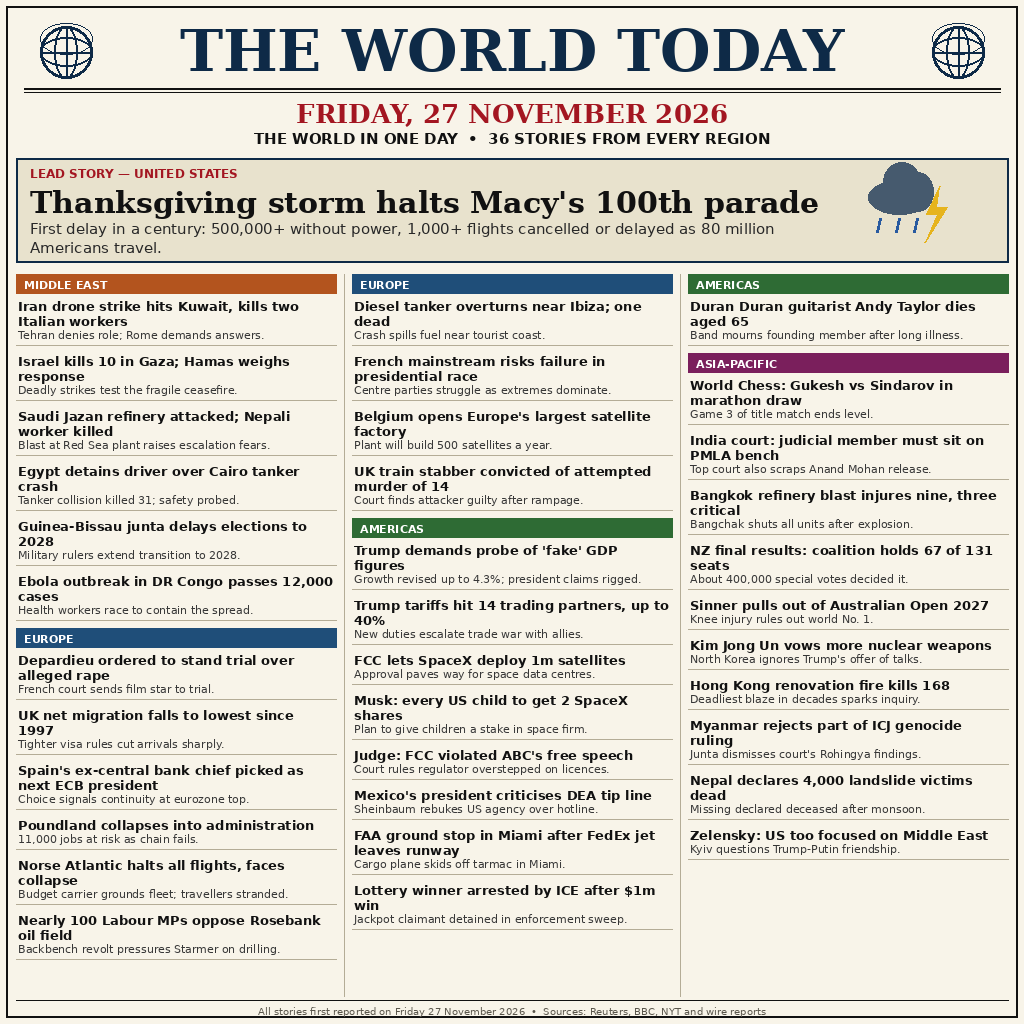 THE WORLD TODAY
FRIDAY, 27 NOVEMBER 2026
THE WORLD IN ONE DAY • 36 STORIES FROM EVERY REGION
LEAD STORY — UNITED STATES
Thanksgiving storm halts Macy's 100th parade
First delay in a century: 500,000+ without power, 1,000+ flights cancelled or delayed as 80 million
Americans travel.
MIDDLE EAST
Iran drone strike hits Kuwait, kills two
Italian workers
Tehran denies role; Rome demands answers.
Israel kills 10 in Gaza; Hamas weighs
response
Deadly strikes test the fragile ceasefire.
Saudi Jazan refinery attacked; Nepali
worker killed
Blast at Red Sea plant raises escalation fears.
Egypt detains driver over Cairo tanker
crash
Tanker collision killed 31; safety probed.
Guinea-Bissau junta delays elections to
2028
Military rulers extend transition to 2028.
Ebola outbreak in DR Congo passes 12,000
cases
Health workers race to contain the spread.
EUROPE
Depardieu ordered to stand trial over
alleged rape
French court sends film star to trial.
UK net migration falls to lowest since
1997
Tighter visa rules cut arrivals sharply.
Spain's ex-central bank chief picked as
next ECB president
Choice signals continuity at eurozone top.
Poundland collapses into administration
11,000 jobs at risk as chain fails.
Norse Atlantic halts all flights, faces
collapse
Budget carrier grounds fleet; travellers stranded.
Nearly 100 Labour MPs oppose Rosebank
oil field
Backbench revolt pressures Starmer on drilling.
EUROPE
Diesel tanker overturns near Ibiza; one
dead
Crash spills fuel near tourist coast.
French mainstream risks failure in
presidential race
Centre parties struggle as extremes dominate.
Belgium opens Europe's largest satellite
factory
Plant will build 500 satellites a year.
UK train stabber convicted of attempted
murder of 14
Court finds attacker guilty after rampage.
AMERICAS
Trump demands probe of 'fake' GDP
figures
Growth revised up to 4.3%; president claims rigged.
Trump tariffs hit 14 trading partners, up to
40%
New duties escalate trade war with allies.
FCC lets SpaceX deploy 1m satellites
Approval paves way for space data centres.
Musk: every US child to get 2 SpaceX
shares
Plan to give children a stake in space firm.
Judge: FCC violated ABC's free speech
Court rules regulator overstepped on licences.
Mexico's president criticises DEA tip line
Sheinbaum rebukes US agency over hotline.
FAA ground stop in Miami after FedEx jet
leaves runway
Cargo plane skids off tarmac in Miami.
Lottery winner arrested by ICE after $1m
win
Jackpot claimant detained in enforcement sweep.
AMERICAS
Duran Duran guitarist Andy Taylor dies
aged 65
Band mourns founding member after long illness.
ASIA-PACIFIC
World Chess: Gukesh vs Sindarov in
marathon draw
Game 3 of title match ends level.
India court: judicial member must sit on
PMLA bench
Top court also scraps Anand Mohan release.
Bangkok refinery blast injures nine, three
critical
Bangchak shuts all units after explosion.
NZ final results: coalition holds 67 of 131
seats
About 400,000 special votes decided it.
Sinner pulls out of Australian Open 2027
Knee injury rules out world No. 1.
Kim Jong Un vows more nuclear weapons
North Korea ignores Trump's offer of talks.
Hong Kong renovation fire kills 168
Deadliest blaze in decades sparks inquiry.
Myanmar rejects part of ICJ genocide
ruling
Junta dismisses court's Rohingya findings.
Nepal declares 4,000 landslide victims
dead
Missing declared deceased after monsoon.
Zelensky: US too focused on Middle East
Kyiv questions Trump-Putin friendship.
All stories first reported on Friday 27 November 2026 • Sources: Reuters, BBC, NYT and wire reports